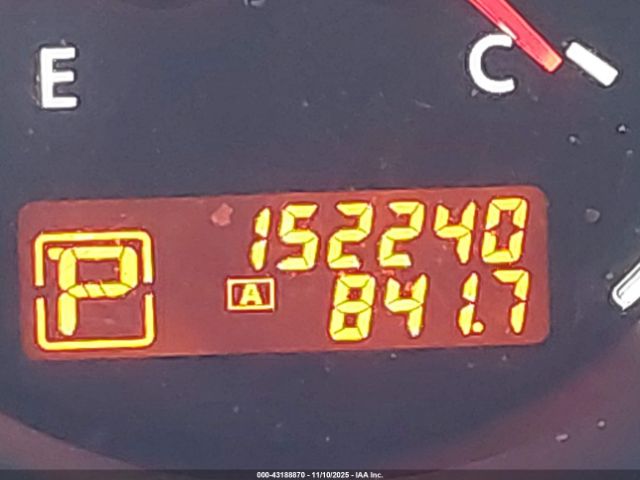 E
C
152240
P
A 841.7
000-43188870 - 11/10/2025 - IAA Inc.